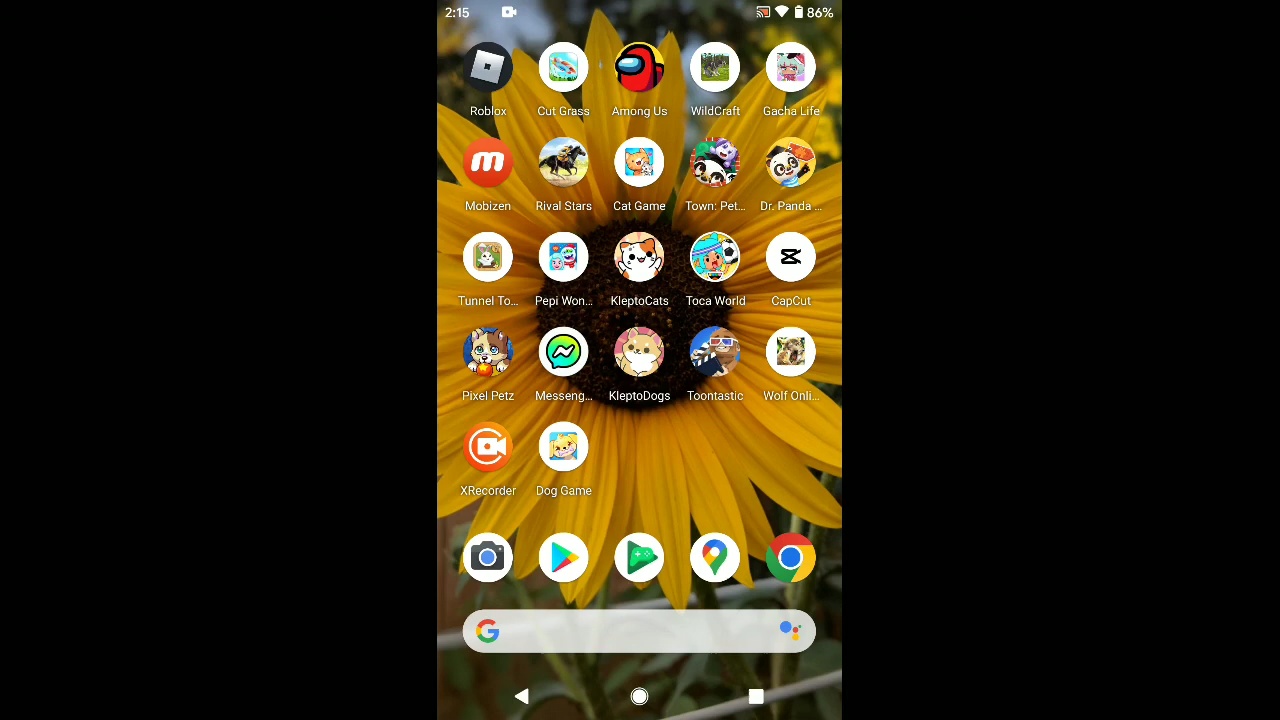 2:15 86%
Roblox Cut Grass Among Us WildCraft Gacha Life
Mobizen Rival Stars Cat Game Town: Pet... Dr. Panda ...
Tunnel To... Pepi Won... KleptoCats Toca World CapCut
Pixel Petz Messeng... KleptoDogs Toontastic Wolf Onli...
XRecorder Dog Game